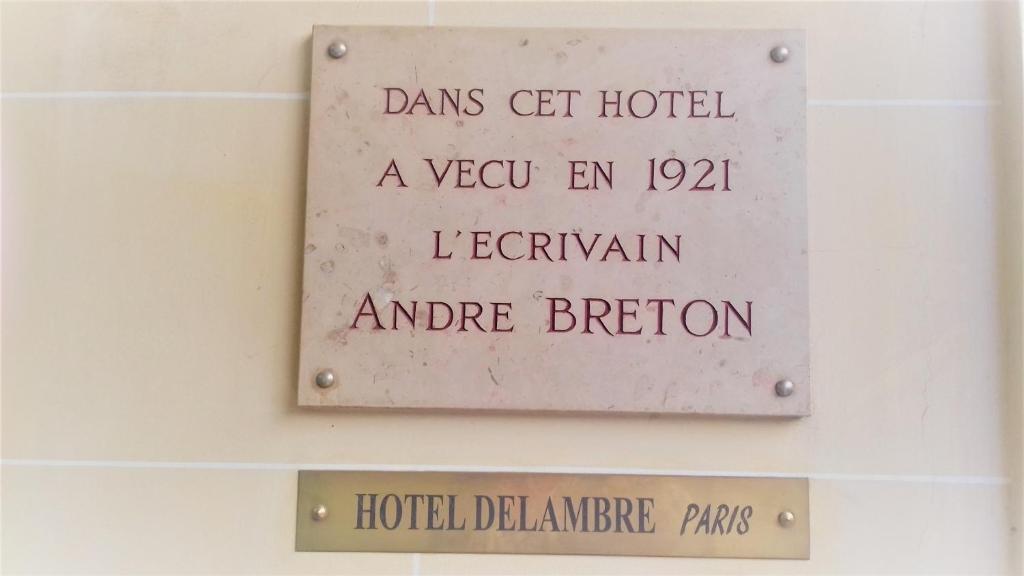 DANS CET HOTEL
A VECU EN 1921
L'ECRIVAIN
ANDRE BRETON
HOTEL DELAMBRE PARIS